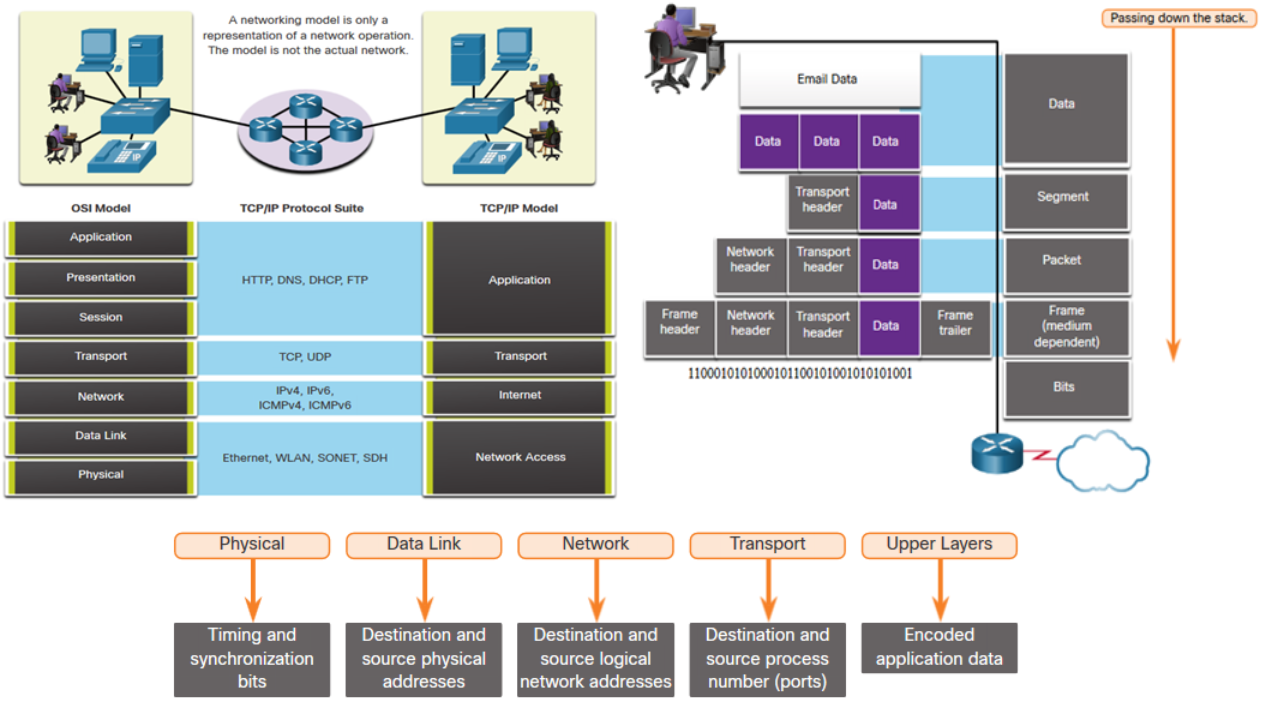 A networking model is only a
representation of a network operation.
The model is not the actual network.
IP
IP
OSI Model
TCP/IP Protocol Suite
TCP/IP Model
Application
Presentation
Session
HTTP, DNS, DHCP, FTP
Application
Transport
TCP, UDP
Transport
Network
IPv4, IPv6,
ICMPv4, ICMPv6
Internet
Data Link
Physical
Ethernet, WLAN, SONET, SDH
Network Access
Passing down the stack.
Email Data
Data
Data
Data
Data
Transport
header
Data
Segment
Network
header
Transport
header
Data
Packet
Frame
header
Network
header
Transport
header
Data
Frame
trailer
Frame
(medium
dependent)
11000101010001011001010010101010​01
Bits
Physical
Data Link
Network
Transport
Upper Layers
Timing and
synchronization
bits
Destination and
source physical
addresses
Destination and
source logical
network addresses
Destination and
source process
number (ports)
Encoded
application data